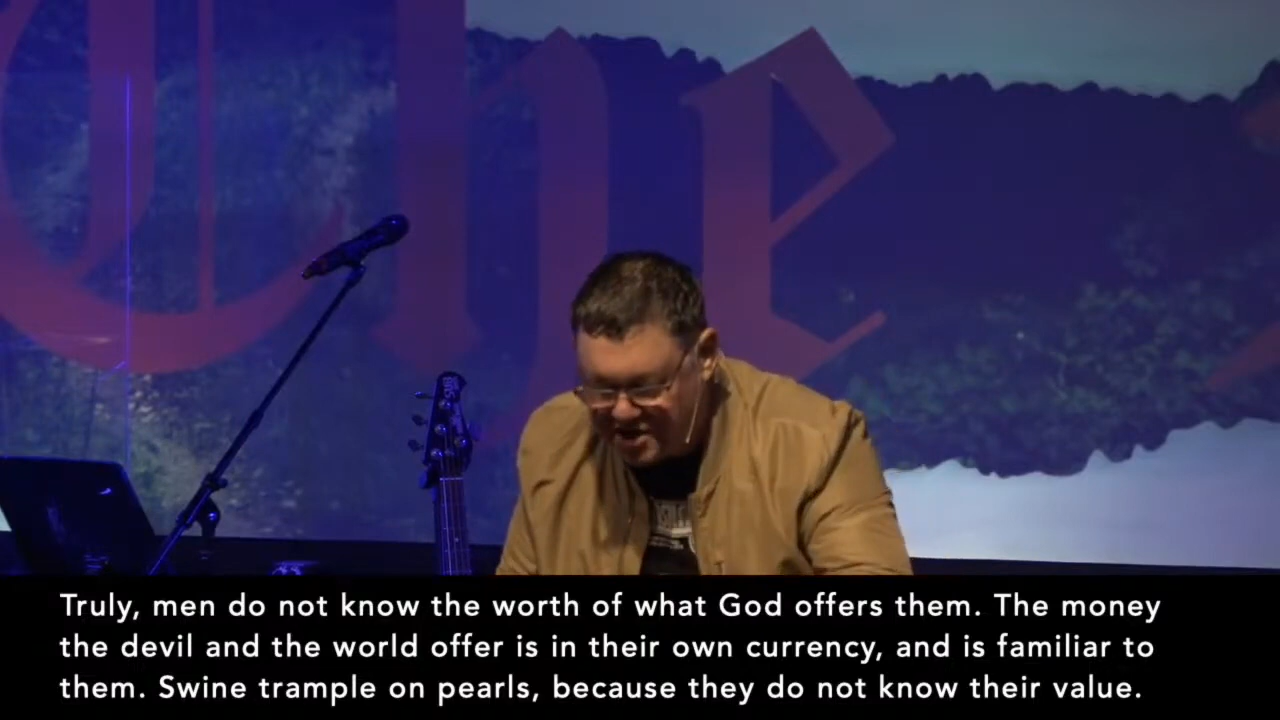 The
Truly, men do not know the worth of what God offers them. The money
the devil and the world offer is in their own currency, and is familiar to
them. Swine trample on pearls, because they do not know their value.